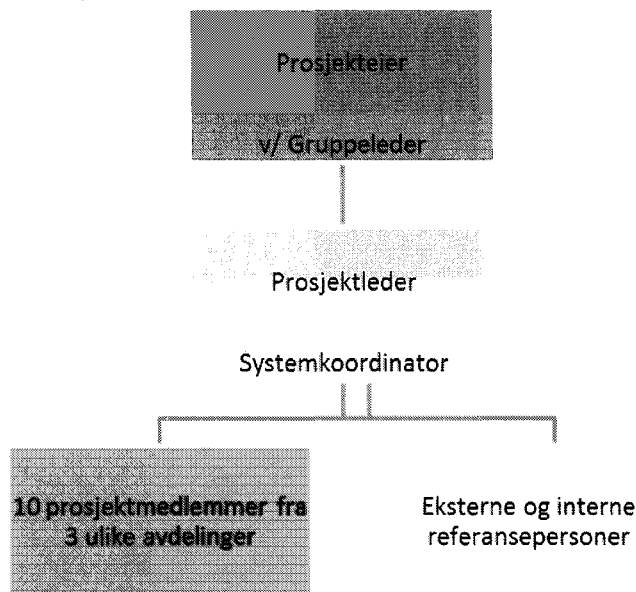 Prosjekteier
v/ Gruppeleder
Prosjektleder
Systemkoordinator
10 prosjektmedlemmer fra
3 ulike avdelinger
Eksterne og interne
referansepersoner